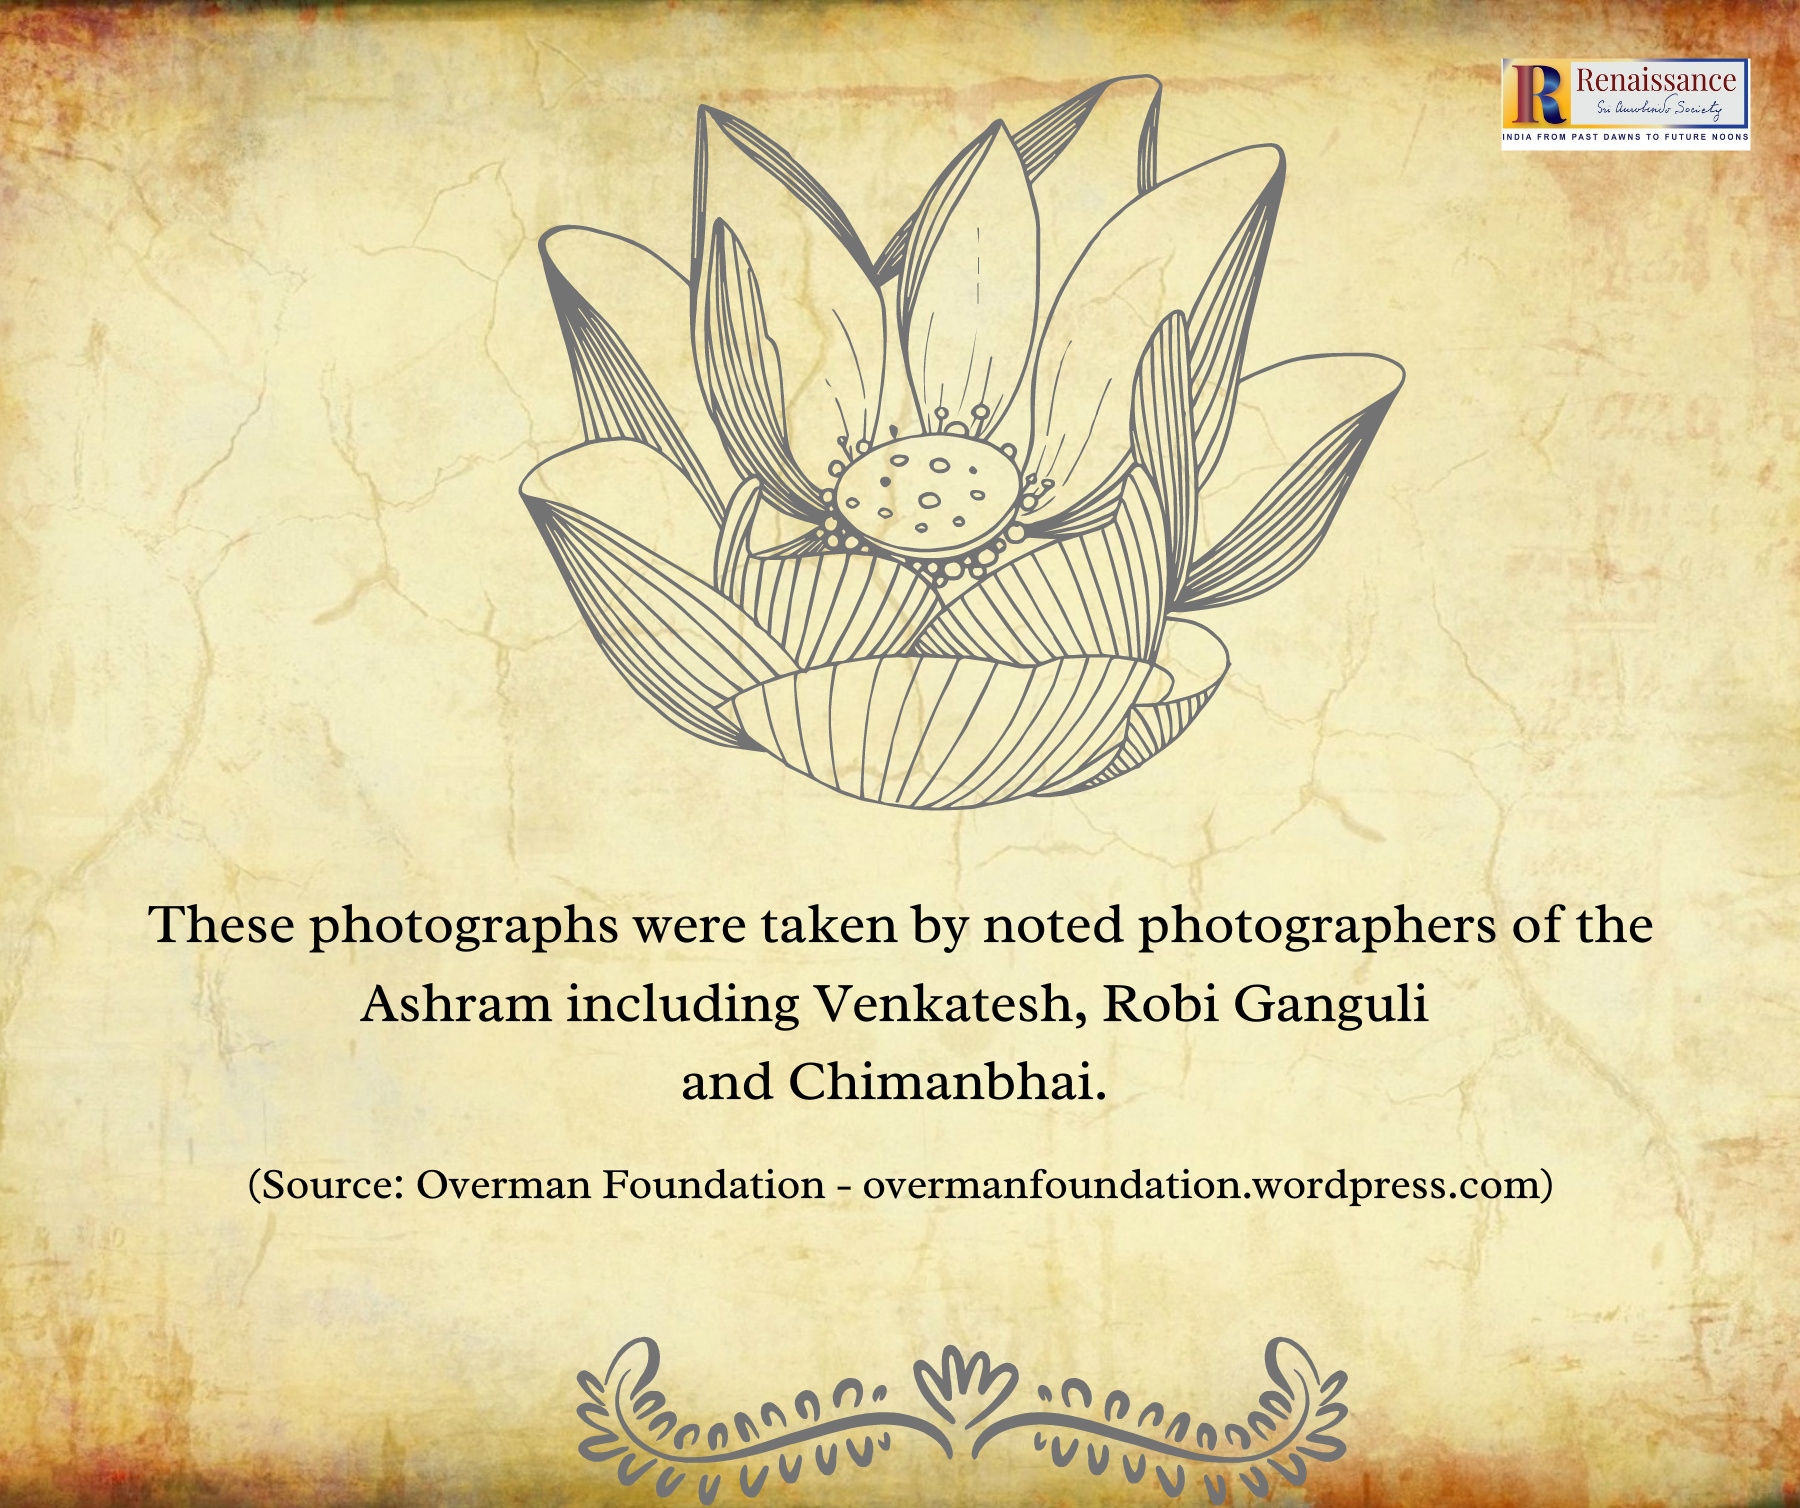 R Renaissance
Sri Aurobindo Society
INDIA FROM PAST DAWNS TO FUTURE NOONS
These photographs were taken by noted photographers of the
Ashram including Venkatesh, Robi Ganguli
and Chimanbhai.
(Source: Overman Foundation - overmanfoundation.wordpress.com)